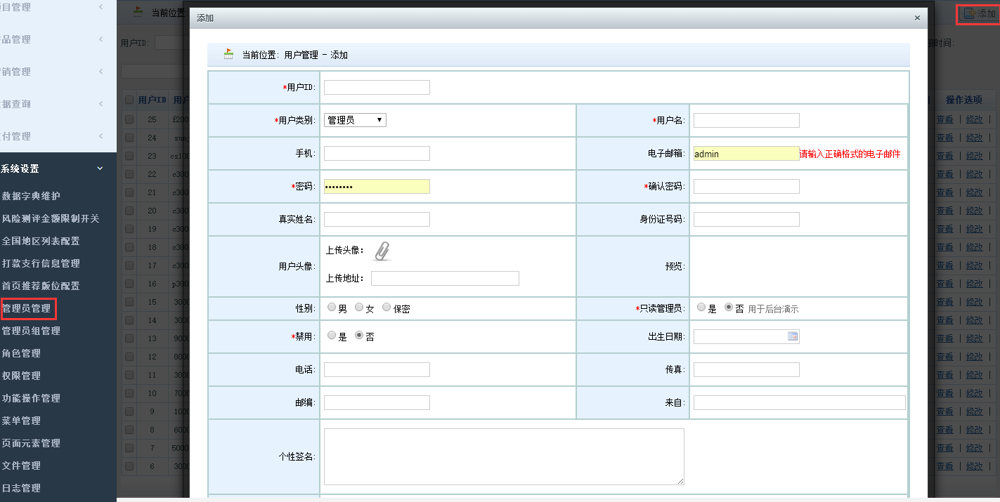 项目管理
产品管理
营销管理
数据查询
支付管理
系统设置
数据字典维护
风险测评金额限制开关
全国地区列表配置
打款支行信息管理
首页推荐版位配置
管理员管理
管理员组管理
角色管理
权限管理
功能操作管理
菜单管理
页面元素管理
文件管理
日志管理
当前位置:
添加
用户ID:
时间:
用户ID 用户
操作选项
25 f200 查看 | 修改 |
24 sun_ 查看 | 修改 |
23 cs100 查看 | 修改 |
22 c300 查看 | 修改 |
21 c300 查看 | 修改 |
20 c300 查看 | 修改 |
19 c300 查看 | 修改 |
18 c300 查看 | 修改 |
17 c300 查看 | 修改 |
16 p300 查看 | 修改 |
15 3000 查看 | 修改 |
14 3000 查看 | 修改 |
13 9000 查看 | 修改 |
12 8000 查看 | 修改 |
11 3000 查看 | 修改 |
10 7000 查看 | 修改 |
9 1000 查看 | 修改 |
8 6000 查看 | 修改 |
7 5000 查看 | 修改 |
6 3000 查看 | 修改 |
添加 ×
当前位置: 用户管理 - 添加
*用户ID:
*用户类别: 管理员 *用户名:
手机: 电子邮箱: admin 请输入正确格式的电子邮件
*密码: •••••••• *确认密码:
真实姓名: 身份证号码:
用户头像: 上传头像: 预览:
上传地址:
性别: 男 女 保密 *只读管理员: 是 否 用于后台演示
*禁用: 是 否 出生日期:
电话: 传真:
邮编: 来自:
个性签名: